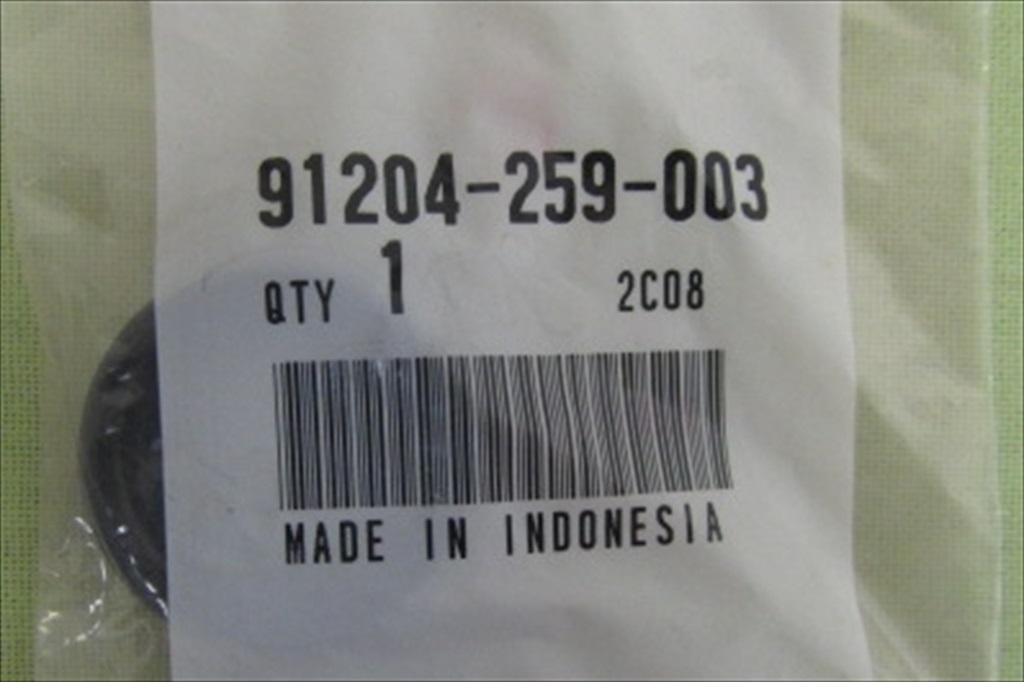 91204-259-003
QTY 1 2C08
MADE IN INDONESIA